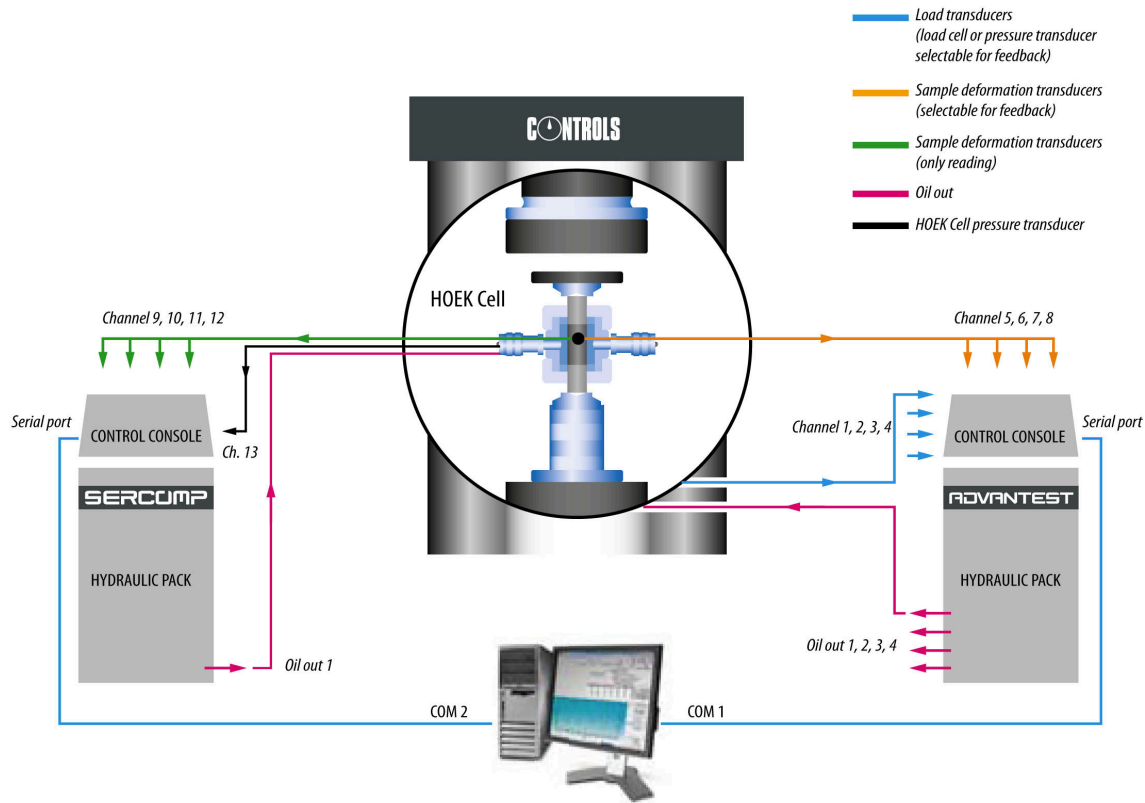 Load transducers
(load cell or pressure transducer
selectable for feedback)
Sample deformation transducers
(selectable for feedback)
Sample deformation transducers
(only reading)
Oil out
HOEK Cell pressure transducer
CONTROLS
HOEK Cell
Channel 9, 10, 11, 12
Channel 5, 6, 7, 8
Serial port
CONTROL CONSOLE
Ch. 13
Channel 1, 2, 3, 4
CONTROL CONSOLE
Serial port
SERCOMP
HYDRAULIC PACK
ADVANTEST
HYDRAULIC PACK
Oil out 1
Oil out 1, 2, 3, 4
COM 2
COM 1